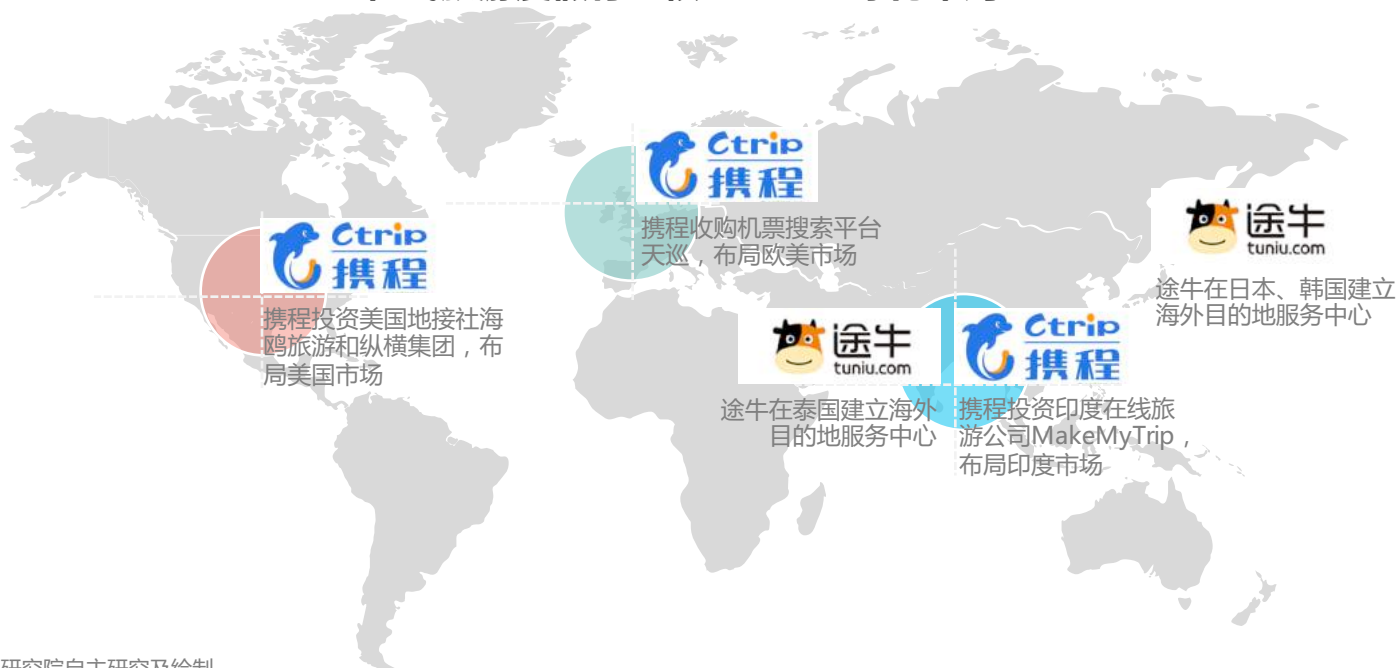 Ctrip
携程
携程收购机票搜索平台
天巡，布局欧美市场
途牛
tuniu.com
途牛在日本、韩国建立
海外目的地服务中心
Ctrip
携程
携程投资美国地接社海
鸥旅游和纵横集团，布
局美国市场
途牛
tuniu.com
途牛在泰国建立海外
目的地服务中心
Ctrip
携程
携程投资印度在线旅
游公司MakeMyTrip，
布局印度市场
研究院自主研究及绘制